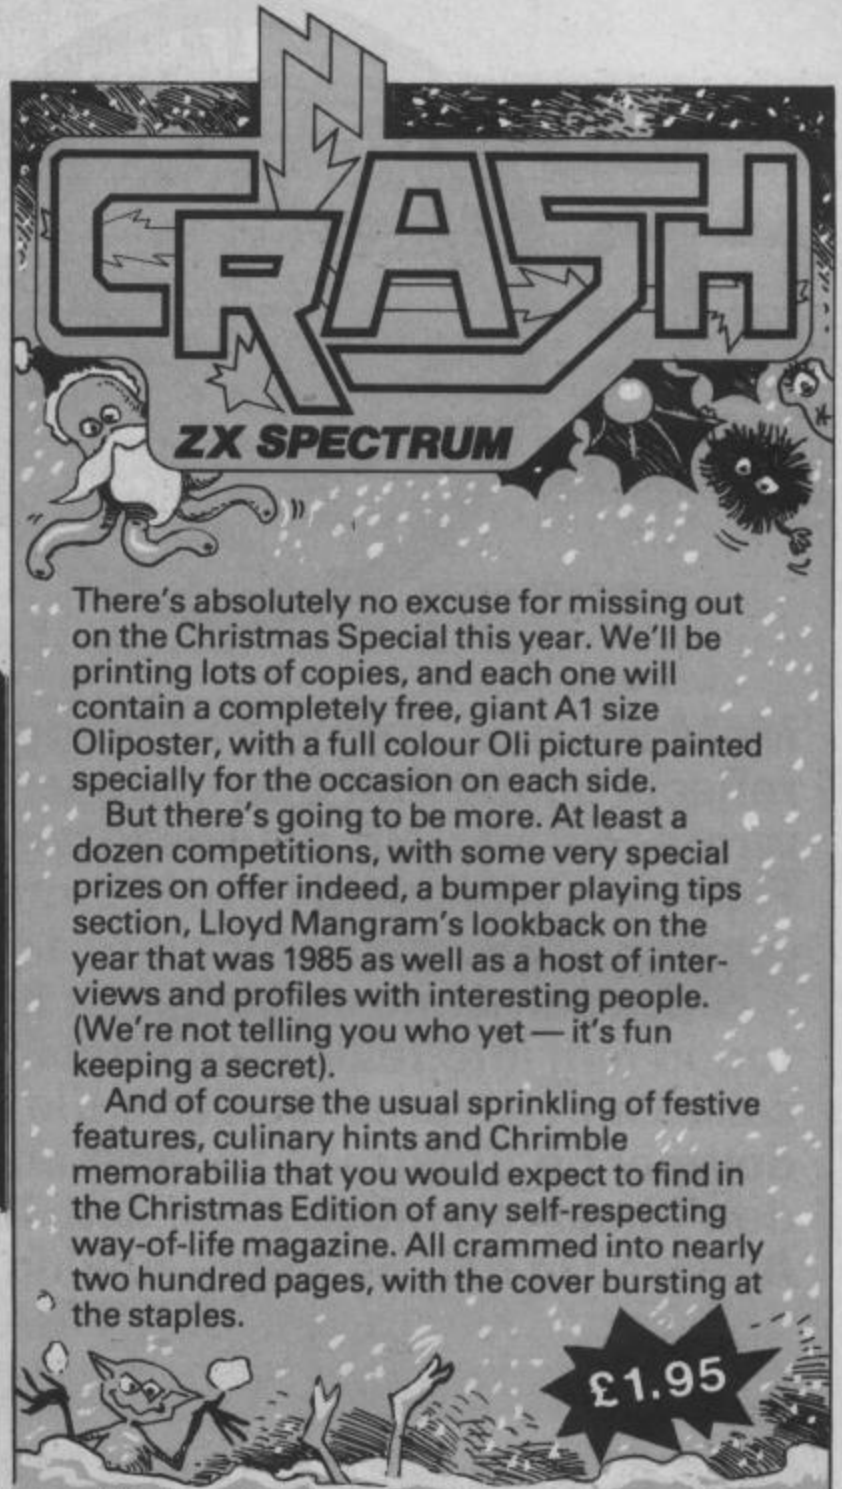 CRASH
ZX SPECTRUM
There's absolutely no excuse for missing out
on the Christmas Special this year. We'll be
printing lots of copies, and each one will
contain a completely free, giant A1 size
Oliposter, with a full colour Oli picture painted
specially for the occasion on each side.
But there's going to be more. At least a
dozen competitions, with some very special
prizes on offer indeed, a bumper playing tips
section, Lloyd Mangram's lookback on the
year that was 1985 as well as a host of inter-
views and profiles with interesting people.
(We're not telling you who yet — it's fun
keeping a secret).
And of course the usual sprinkling of festive
features, culinary hints and Chrimble
memorabilia that you would expect to find in
the Christmas Edition of any self-respecting
way-of-life magazine. All crammed into nearly
two hundred pages, with the cover bursting at
the staples.
£1.95